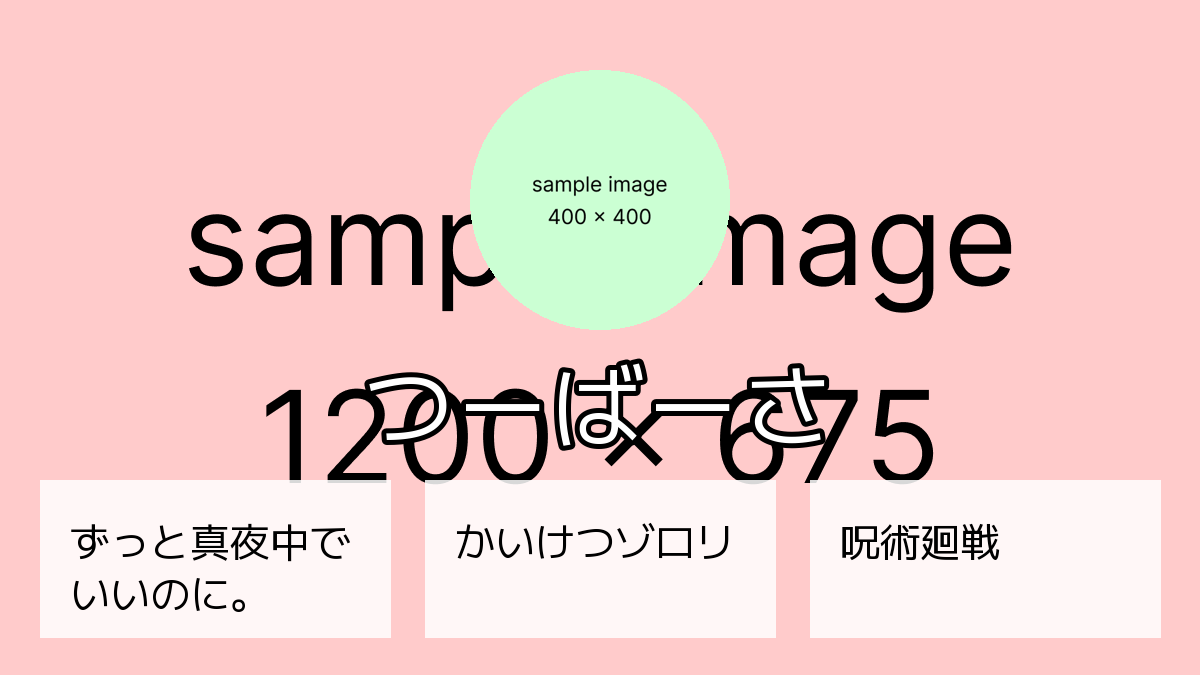 sample image
400 × 400
sample image
1200 × 675
つーばーさ
ずっと真夜中で
いいのに。
かいけつゾロリ
呪術廻戦